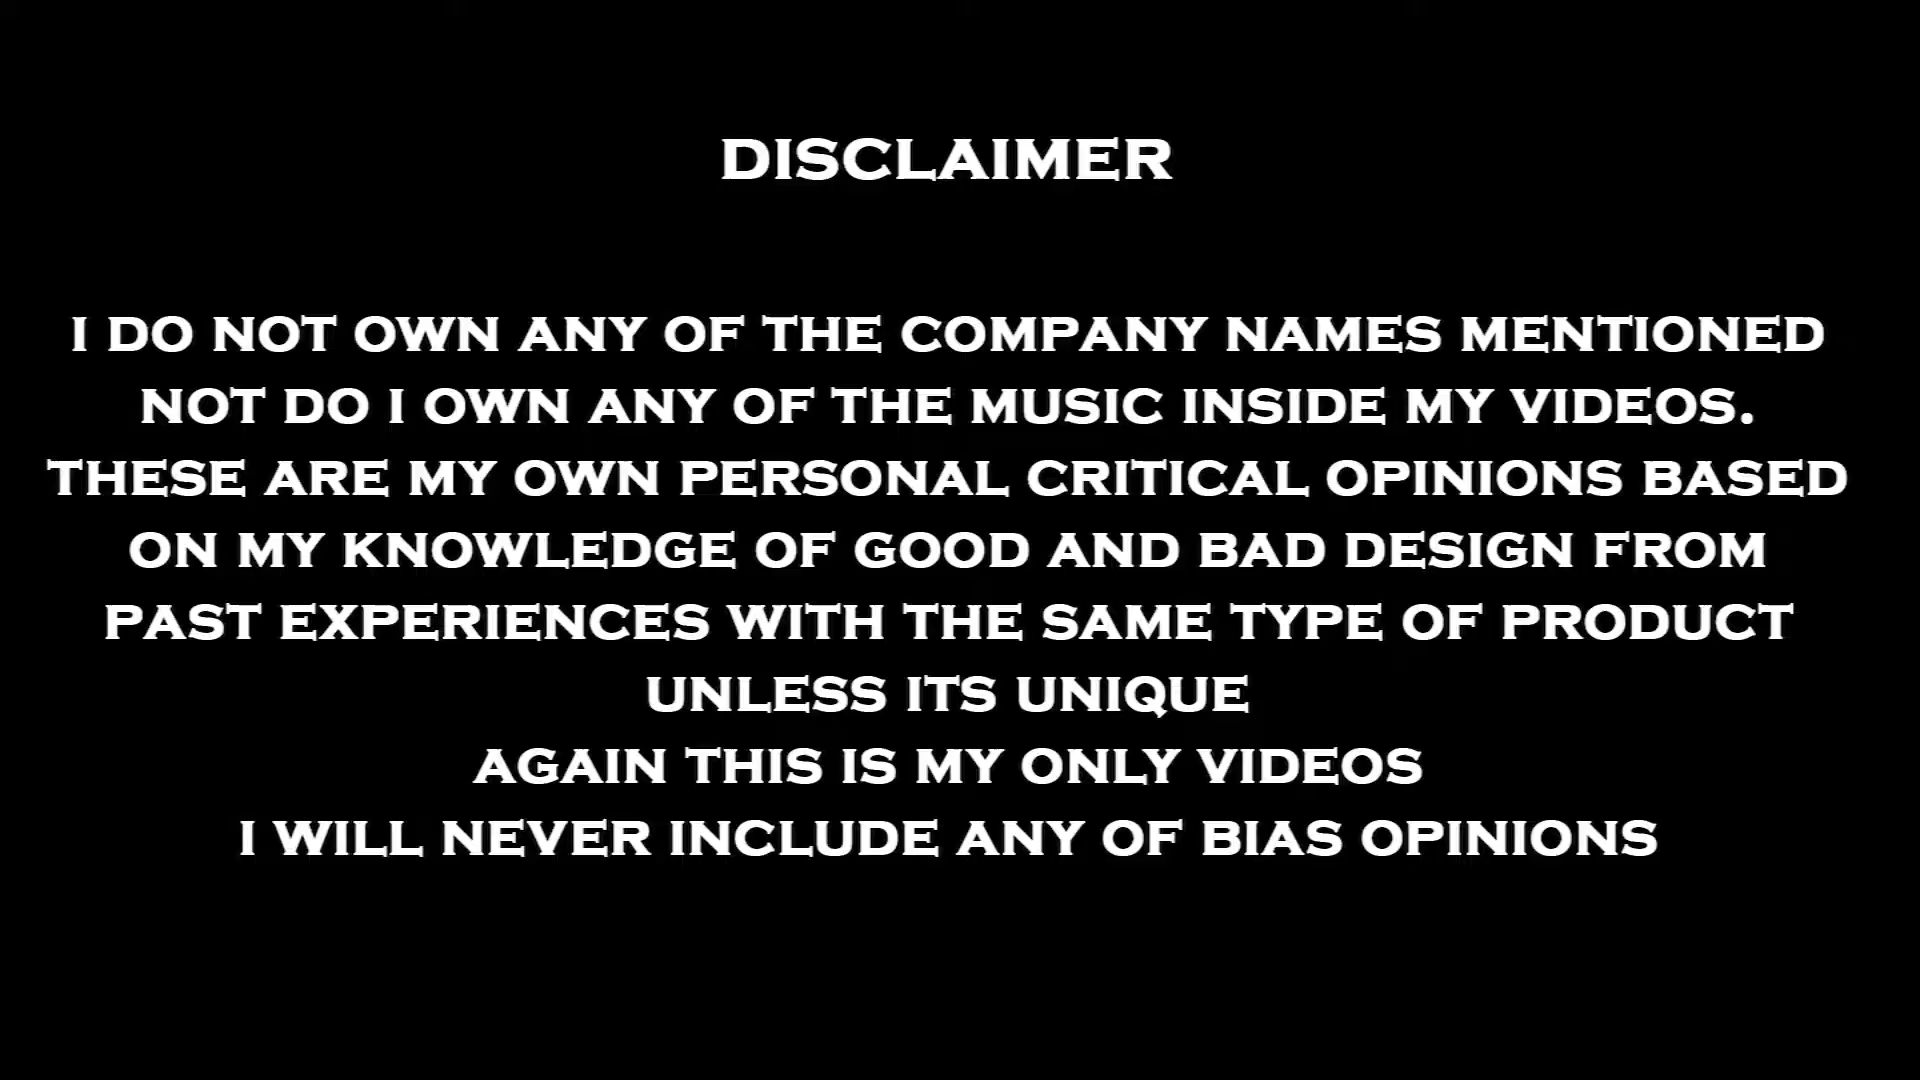 DISCLAIMER
I DO NOT OWN ANY OF THE COMPANY NAMES MENTIONED
NOT DO I OWN ANY OF THE MUSIC INSIDE MY VIDEOS.
THESE ARE MY OWN PERSONAL CRITICAL OPINIONS BASED
ON MY KNOWLEDGE OF GOOD AND BAD DESIGN FROM
PAST EXPERIENCES WITH THE SAME TYPE OF PRODUCT
UNLESS ITS UNIQUE
AGAIN THIS IS MY ONLY VIDEOS
I WILL NEVER INCLUDE ANY OF BIAS OPINIONS